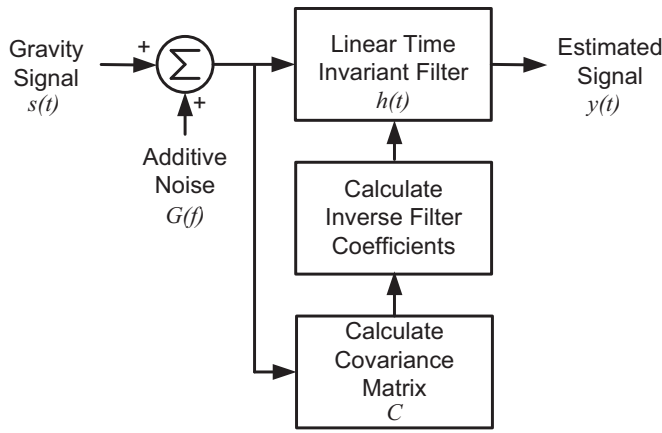 Gravity
Signal
s(t)
+
Σ
+
Additive
Noise
G(f)
Linear Time
Invariant Filter
h(t)
Estimated
Signal
y(t)
Calculate
Inverse Filter
Coefficients
Calculate
Covariance
Matrix
C